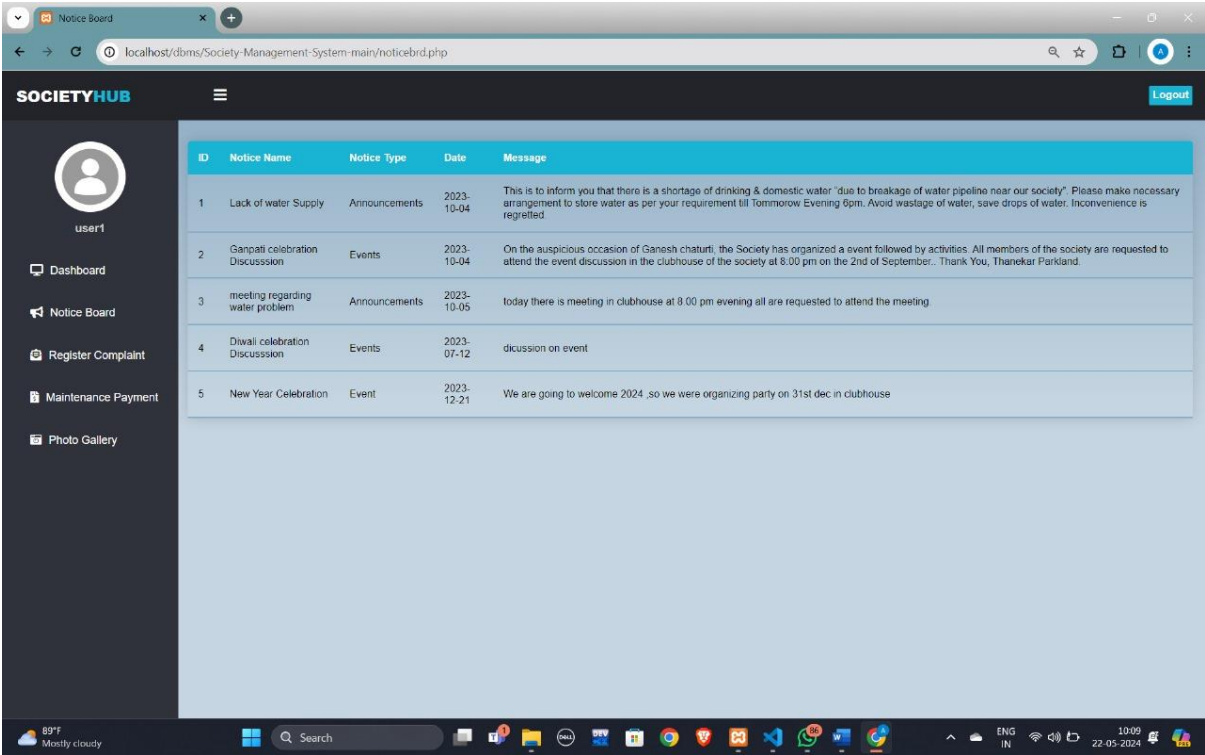 Notice Board
localhost/dbms/Society-Management-System-main/noticebrd.php
A
SOCIETYHUB
Logout
user1
Dashboard
Notice Board
Register Complaint
Maintenance Payment
Photo Gallery
ID Notice Name Notice Type Date Message
1 Lack of water Supply Announcements 2023-
10-04
This is to inform you that there is a shortage of drinking & domestic water "due to breakage of water pipeline near our society". Please make necessary
arrangement to store water as per your requirement till Tommorow Evening 6pm. Avoid wastage of water, save drops of water. Inconvenience is
regretted.
2 Ganpati celebration
Discusssion
Events
2023-
10-04
On the auspicious occasion of Ganesh chaturti, the Society has organized a event followed by activities. All members of the society are requested to
attend the event discussion in the clubhouse of the society at 8:00 pm on the 2nd of September.. Thank You, Thanekar Parkland.
3 meeting regarding
water problem
Announcements
2023-
10-05
today there is meeting in clubhouse at 8.00 pm evening all are requested to attend the meeting.
4 Diwali celebration
Discusssion
Events
2023-
07-12
dicussion on event
5 New Year Celebration Event 2023-
12-21
We are going to welcome 2024 ,so we were organizing party on 31st dec in clubhouse
89°F
Mostly cloudy
Search
1
DELL
DEV
86
ENG
IN
10:09
22-05-2024